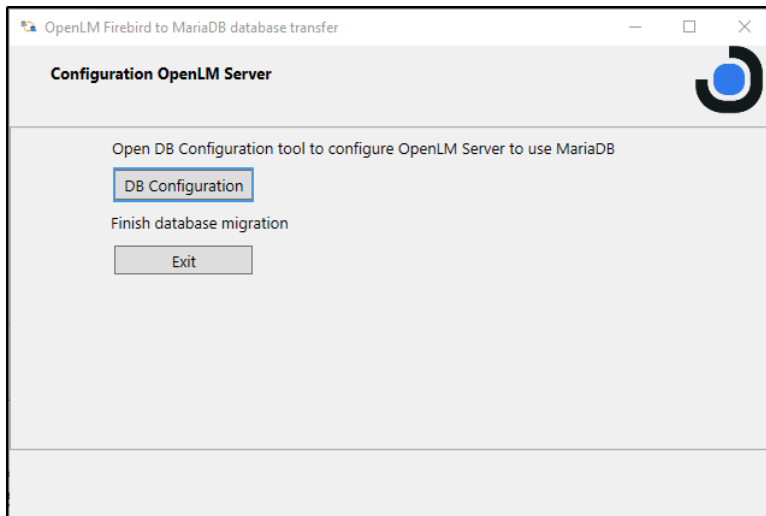 OpenLM Firebird to MariaDB database transfer
Configuration OpenLM Server
Open DB Configuration tool to configure OpenLM Server to use MariaDB
DB Configuration
Finish database migration
Exit